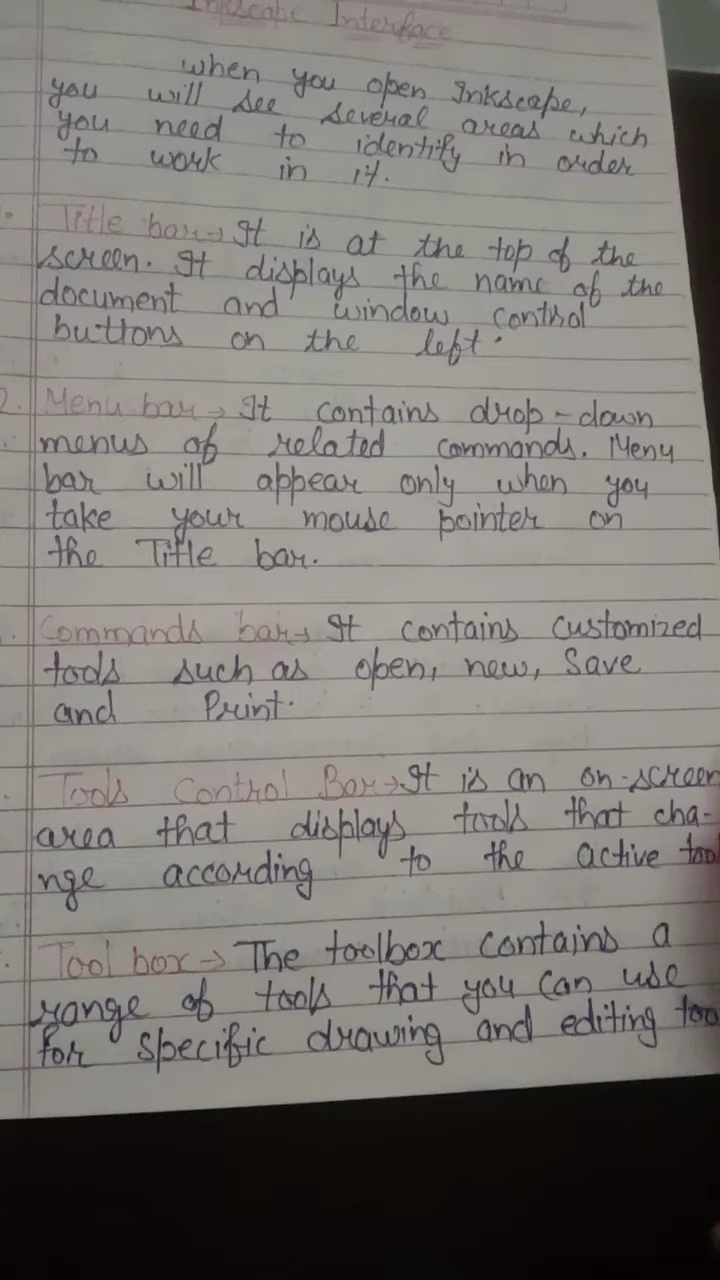 Inkscape Interface
when you open Inkscape,
you will see several areas which
you need to identify in order
to work in it.
Title bar → It is at the top of the
screen. It displays the name of the
document and window control
buttons on the left.
2. Menu bar → It contains drop-down
menus of related commands. Menu
bar will appear only when you
take your mouse pointer on
the Title bar.
Commands bar → It contains customized
tools such as open, new, Save
and Print.
Tools Control Bar → It is an on-screen
area that displays tools that cha-
nge according to the active tool
Tool box → The toolbox contains a
range of tools that you can use
for specific drawing and editing too